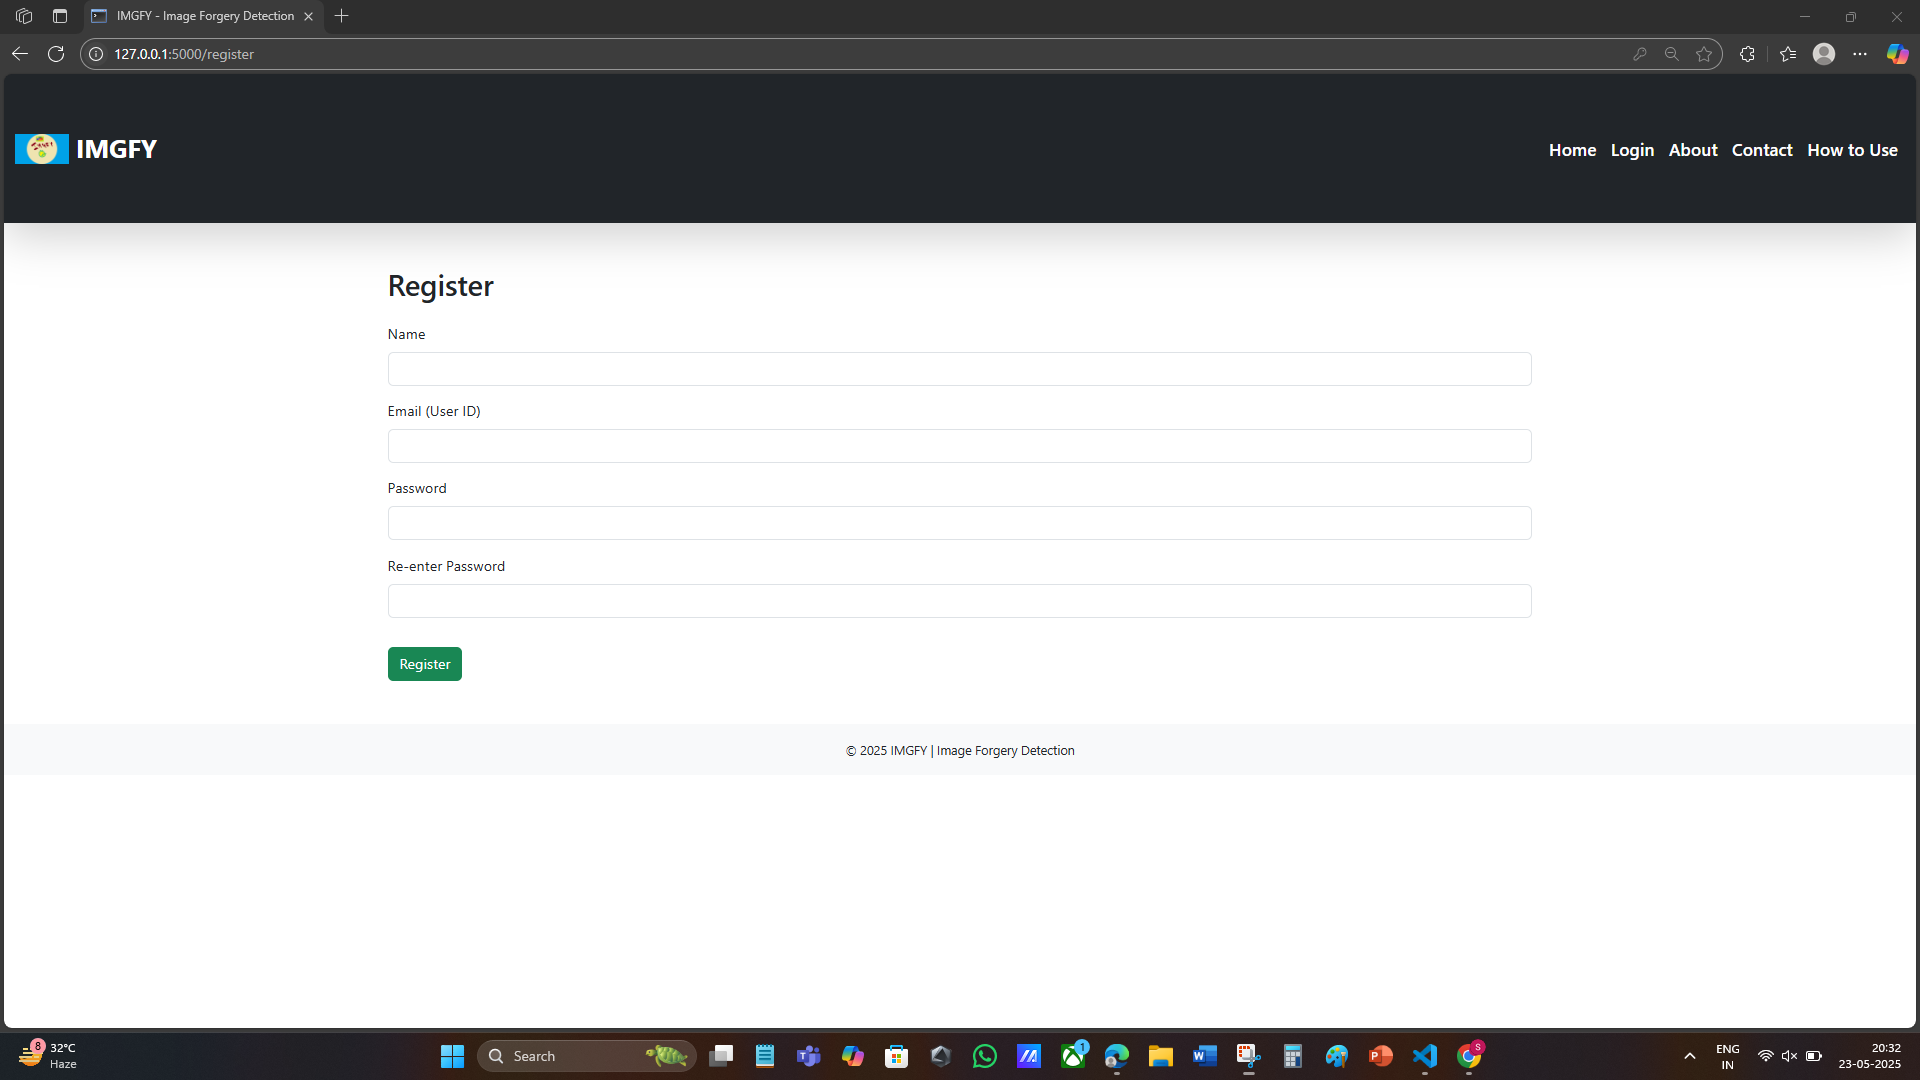 IMGFY - Image Forgery Detection
127.0.0.1:5000/register
IMGFY
Home Login About Contact How to Use
Register
Name
Email (User ID)
Password
Re-enter Password
Register
© 2025 IMGFY | Image Forgery Detection
8
32°C
Haze
Search
1
S
ENG
IN
20:32
23-05-2025